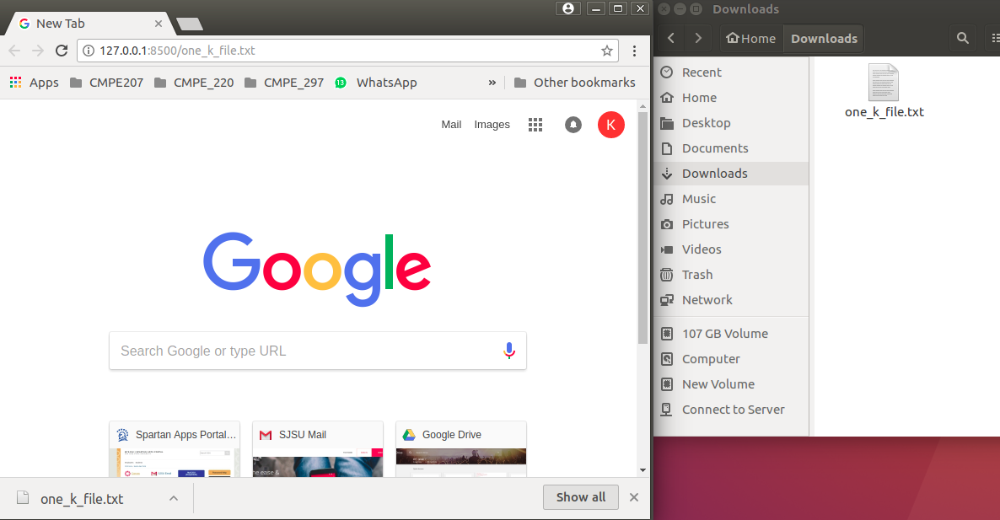 New Tab
127.0.0.1:8500/one_k_file.txt
Apps CMPE207 CMPE_220 CMPE_297 13 WhatsApp » Other bookmarks
Mail Images K
Google
Search Google or type URL
Spartan Apps Portal... SJSU Mail Google Drive
one_k_file.txt Show all
Downloads
Home Downloads
Recent
Home
Desktop
Documents
Downloads
Music
Pictures
Videos
Trash
Network
107 GB Volume
Computer
New Volume
Connect to Server
one_k_file.txt